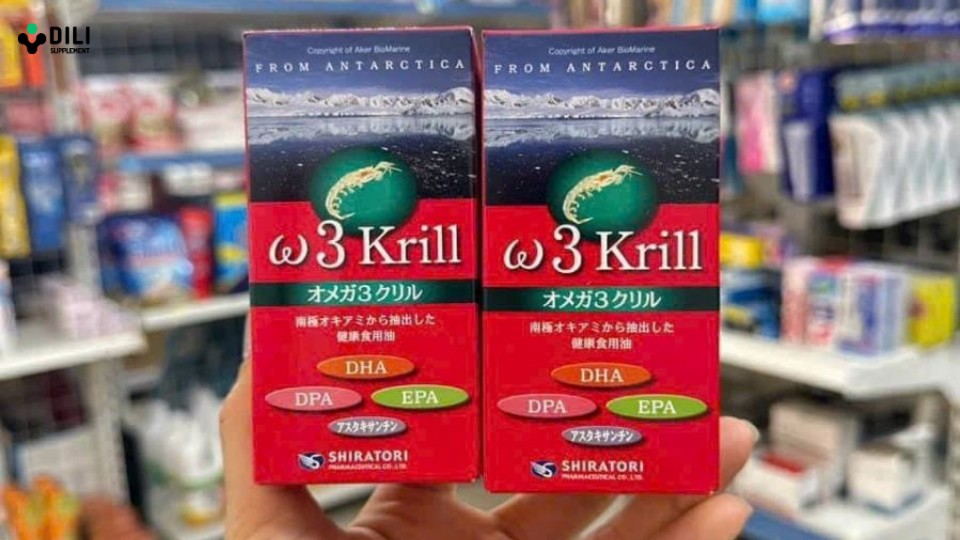 DILI
SUPPLEMENT
Copyright of Aker BioMarine
FROM ANTARCTICA
ω3 Krill
オメガ3クリル
南極オキアミから抽出した
健康食用油
DHA
DPA
EPA
アスタキサンチン
SHIRATORI
PHARMACEUTICAL CO.,LTD.
Copyright of Aker BioMarine
FROM ANTARCTICA
ω3 Krill
オメガ3クリル
南極オキアミから抽出した
健康食用油
DHA
DPA
EPA
アスタキサンチン
SHIRATORI
PHARMACEUTICAL CO.,LTD.